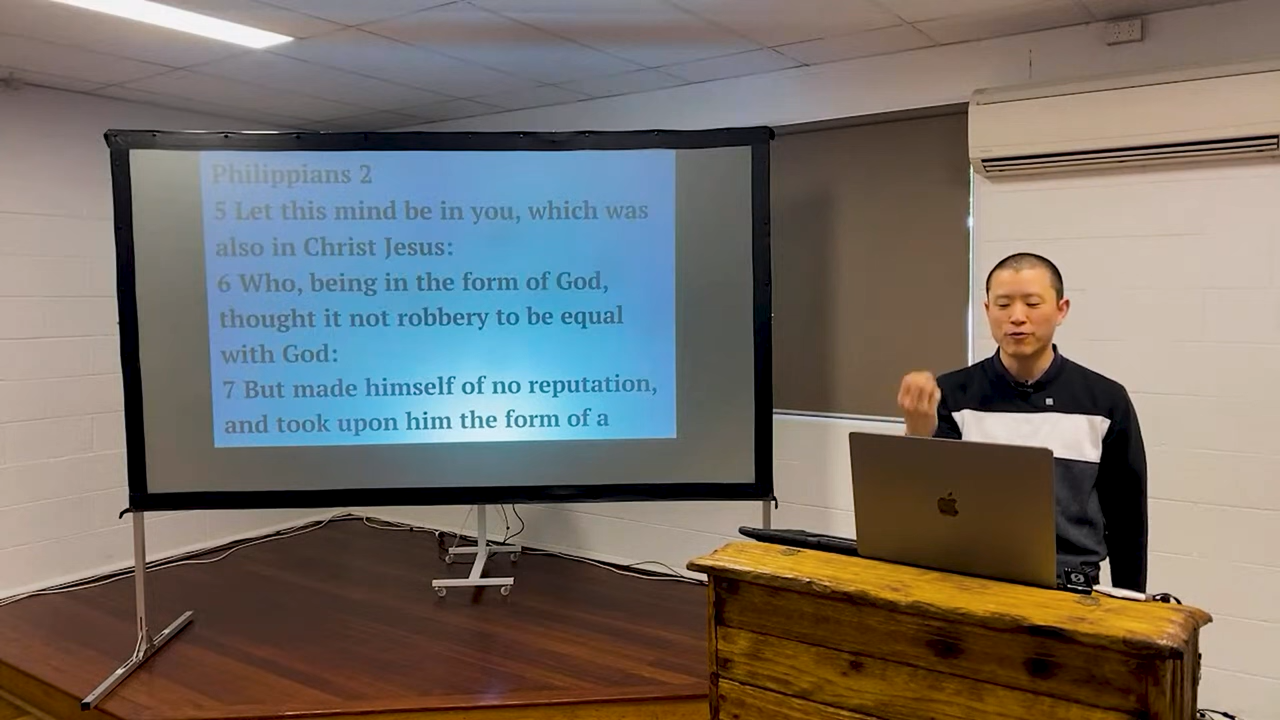 Philippians 2
5 Let this mind be in you, which was
also in Christ Jesus:
6 Who, being in the form of God,
thought it not robbery to be equal
with God:
7 But made himself of no reputation,
and took upon him the form of a